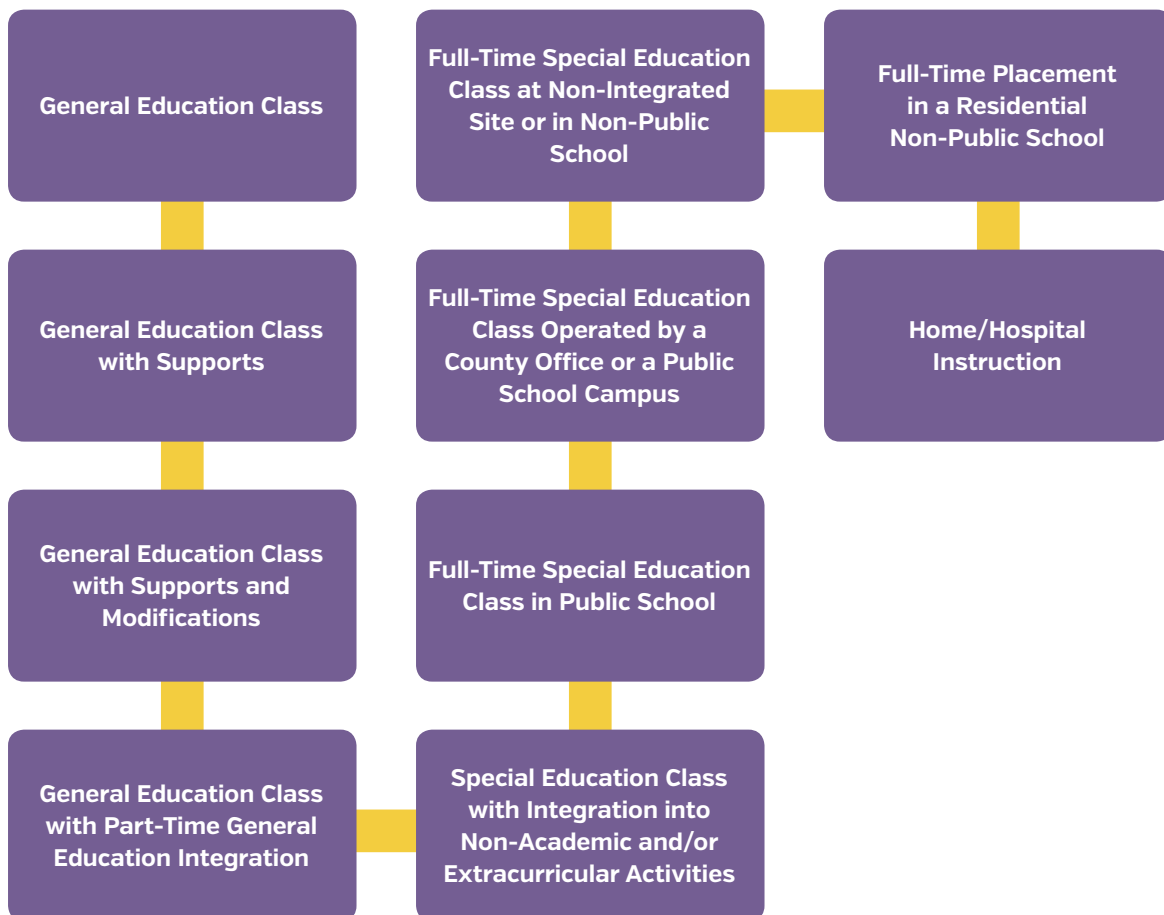 General Education Class
General Education Class
with Supports
General Education Class
with Supports and
Modifications
General Education Class
with Part-Time General
Education Integration
Special Education Class
with Integration into
Non-Academic and/or
Extracurricular Activities
Full-Time Special Education
Class in Public School
Full-Time Special Education
Class Operated by a
County Office or a Public
School Campus
Full-Time Special Education
Class at Non-Integrated
Site or in Non-Public
School
Full-Time Placement
in a Residential
Non-Public School
Home/Hospital
Instruction